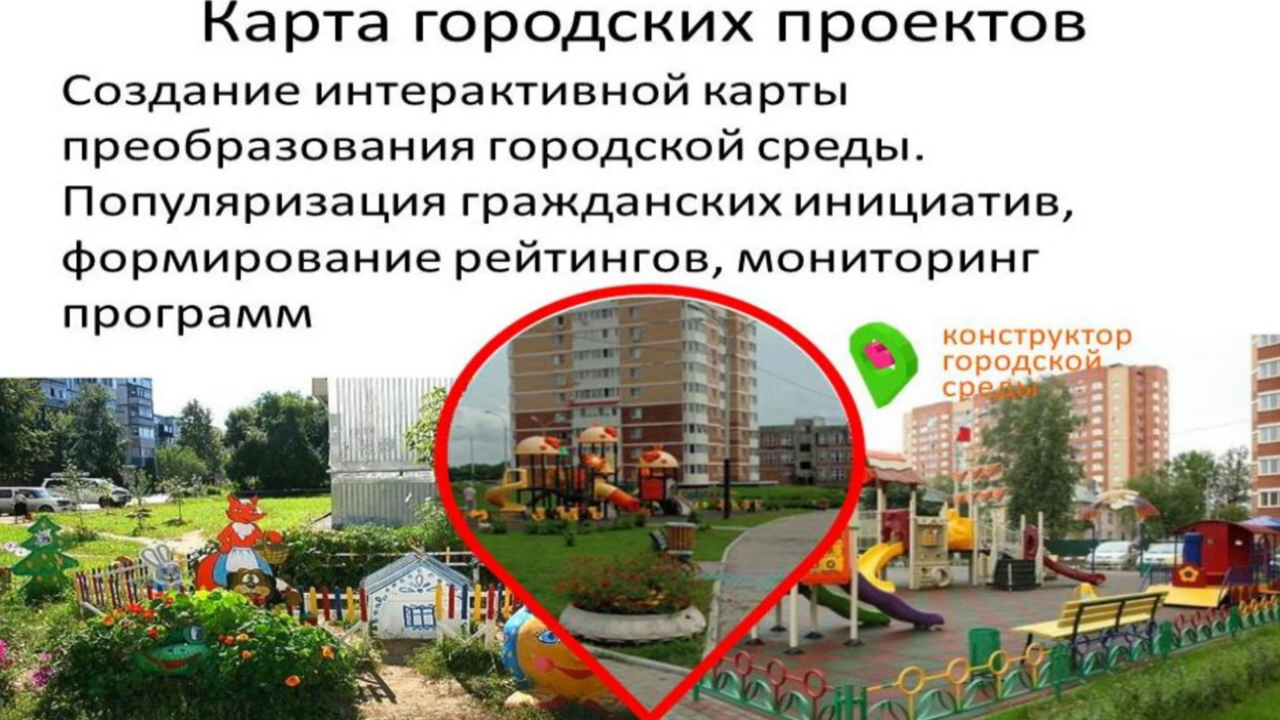 Карта городских проектов
Создание интерактивной карты
преобразования городской среды.
Популяризация гражданских инициатив,
формирование рейтингов, мониторинг
программ
конструктор
городской
среды